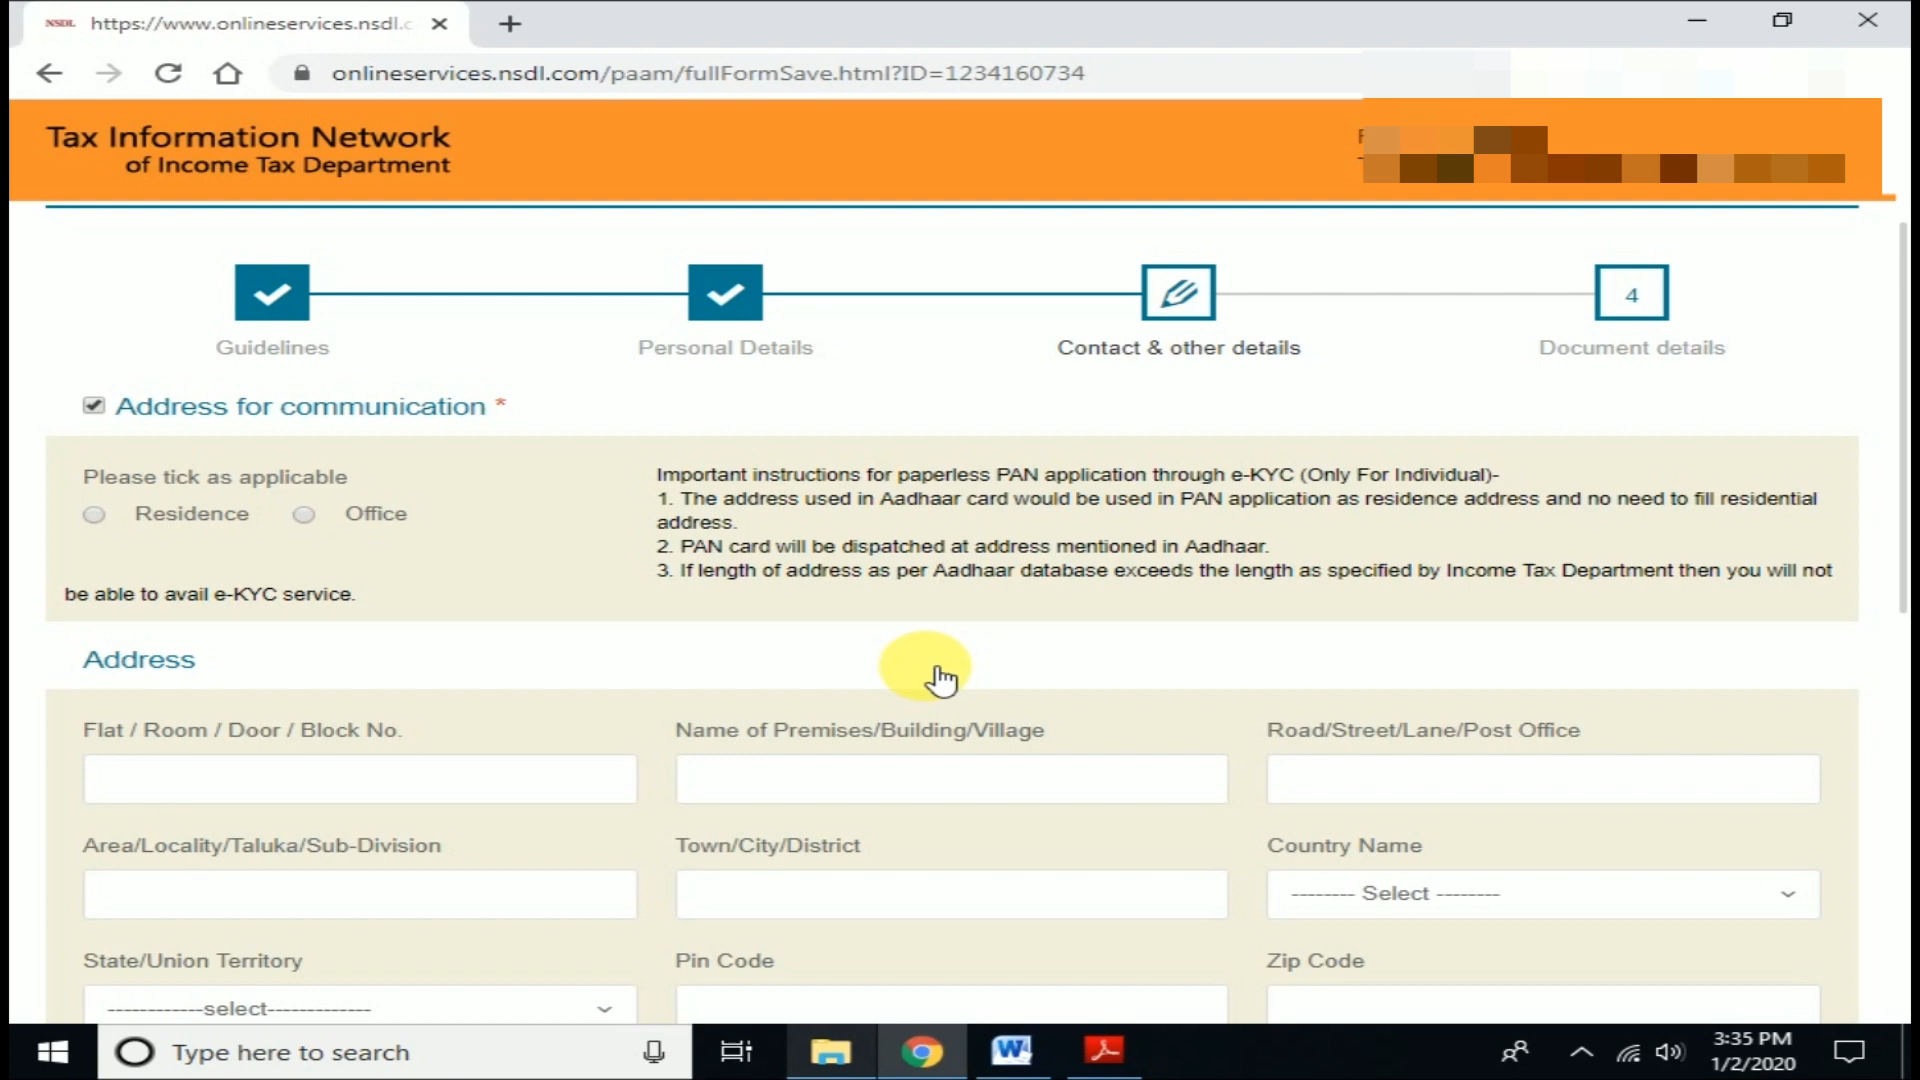 NSDL https://www.onlineservices.nsdl.c
onlineservices.nsdl.com/paam/fullFormSave.html?ID=1234160734
Tax Information Network
of Income Tax Department
4
Guidelines
Personal Details
Contact & other details
Document details
Address for communication *
Please tick as applicable
Residence
Office
Important instructions for paperless PAN application through e-KYC (Only For Individual)-
1. The address used in Aadhaar card would be used in PAN application as residence address and no need to fill residential
address.
2. PAN card will be dispatched at address mentioned in Aadhaar.
3. If length of address as per Aadhaar database exceeds the length as specified by Income Tax Department then you will not
be able to avail e-KYC service.
Address
Flat / Room / Door / Block No.
Name of Premises/Building/Village
Road/Street/Lane/Post Office
Area/Locality/Taluka/Sub-Division
Town/City/District
Country Name
-------- Select --------
State/Union Territory
Pin Code
Zip Code
------------select-------------
Type here to search
3:35 PM
1/2/2020